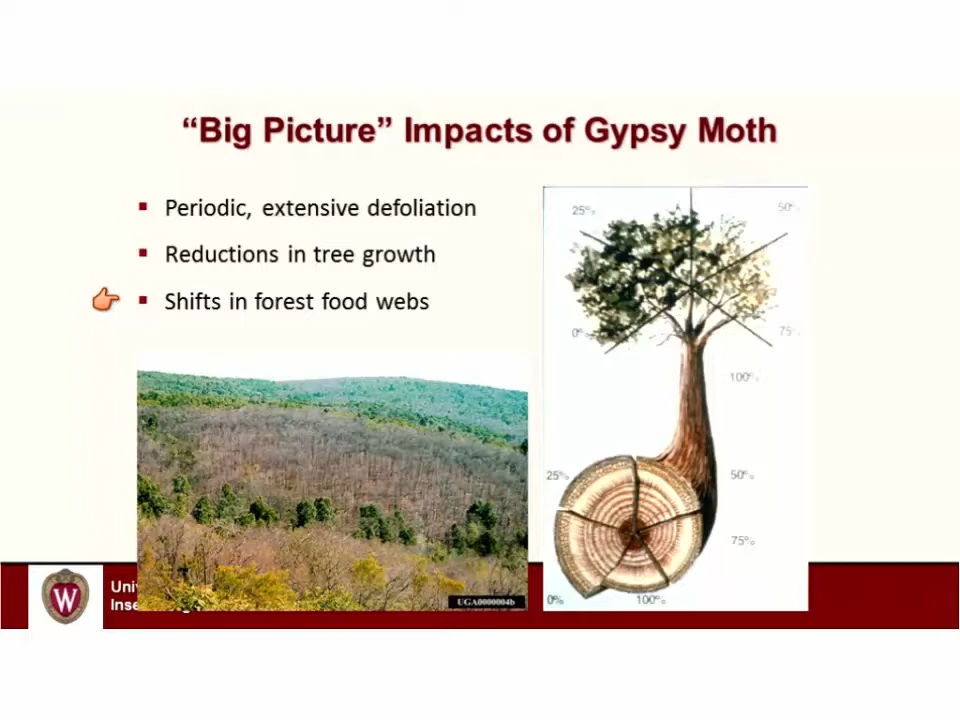 “Big Picture” Impacts of Gypsy Moth
Periodic, extensive defoliation
Reductions in tree growth
Shifts in forest food webs
25%
50%
0%
75%
100%
25%
50%
75%
0%
100%
UGA0000004b
W